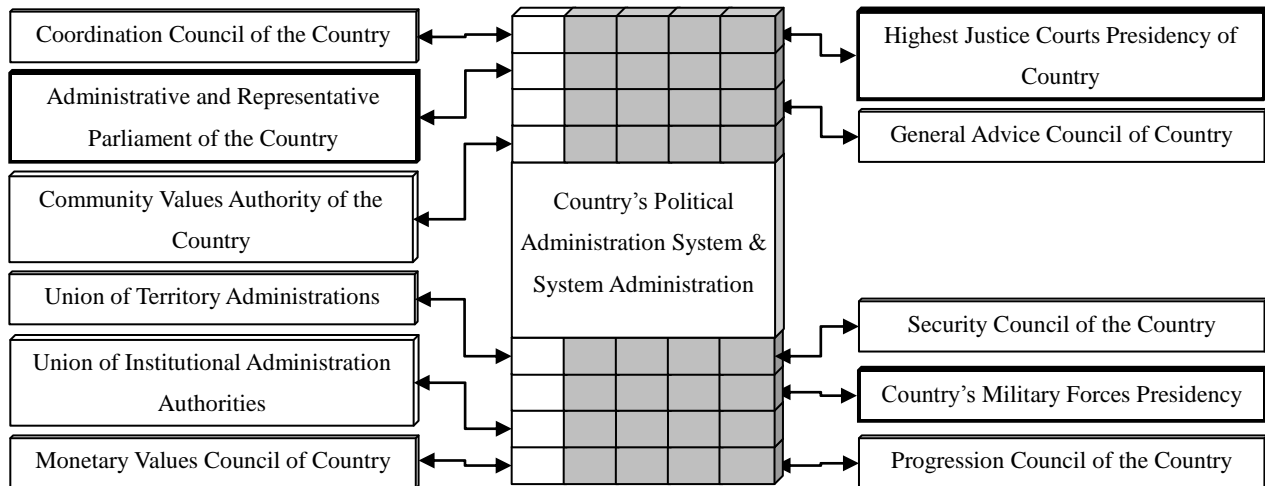 Coordination Council of the Country
Administrative and Representative
Parliament of the Country
Community Values Authority of the
Country
Union of Territory Administrations
Union of Institutional Administration
Authorities
Monetary Values Council of Country
Country’s Political
Administration System &
System Administration
Highest Justice Courts Presidency of
Country
General Advice Council of Country
Security Council of the Country
Country’s Military Forces Presidency
Progression Council of the Country